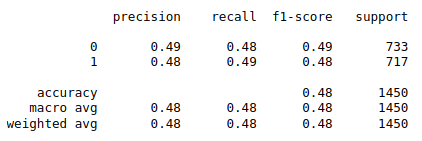 precision recall f1-score support
0 0.49 0.48 0.49 733
1 0.48 0.49 0.48 717
accuracy 0.48 1450
macro avg 0.48 0.48 0.48 1450
weighted avg 0.48 0.48 0.48 1450